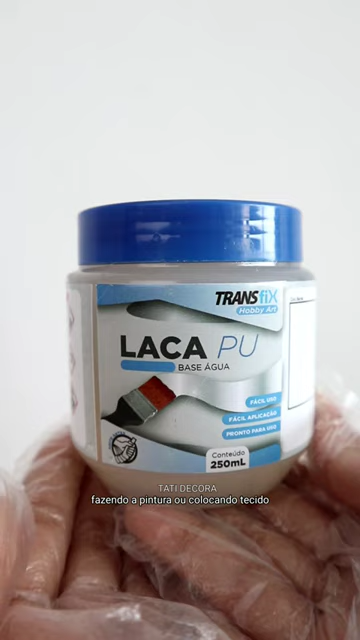 TRANSfiX
Hobby Art
LACA PU
BASE ÁGUA
FÁCIL USO
FÁCIL APLICAÇÃO
PRONTO PARA USO
Conteúdo
250mL
TATI DECORA
fazendo a pintura ou colocando tecido